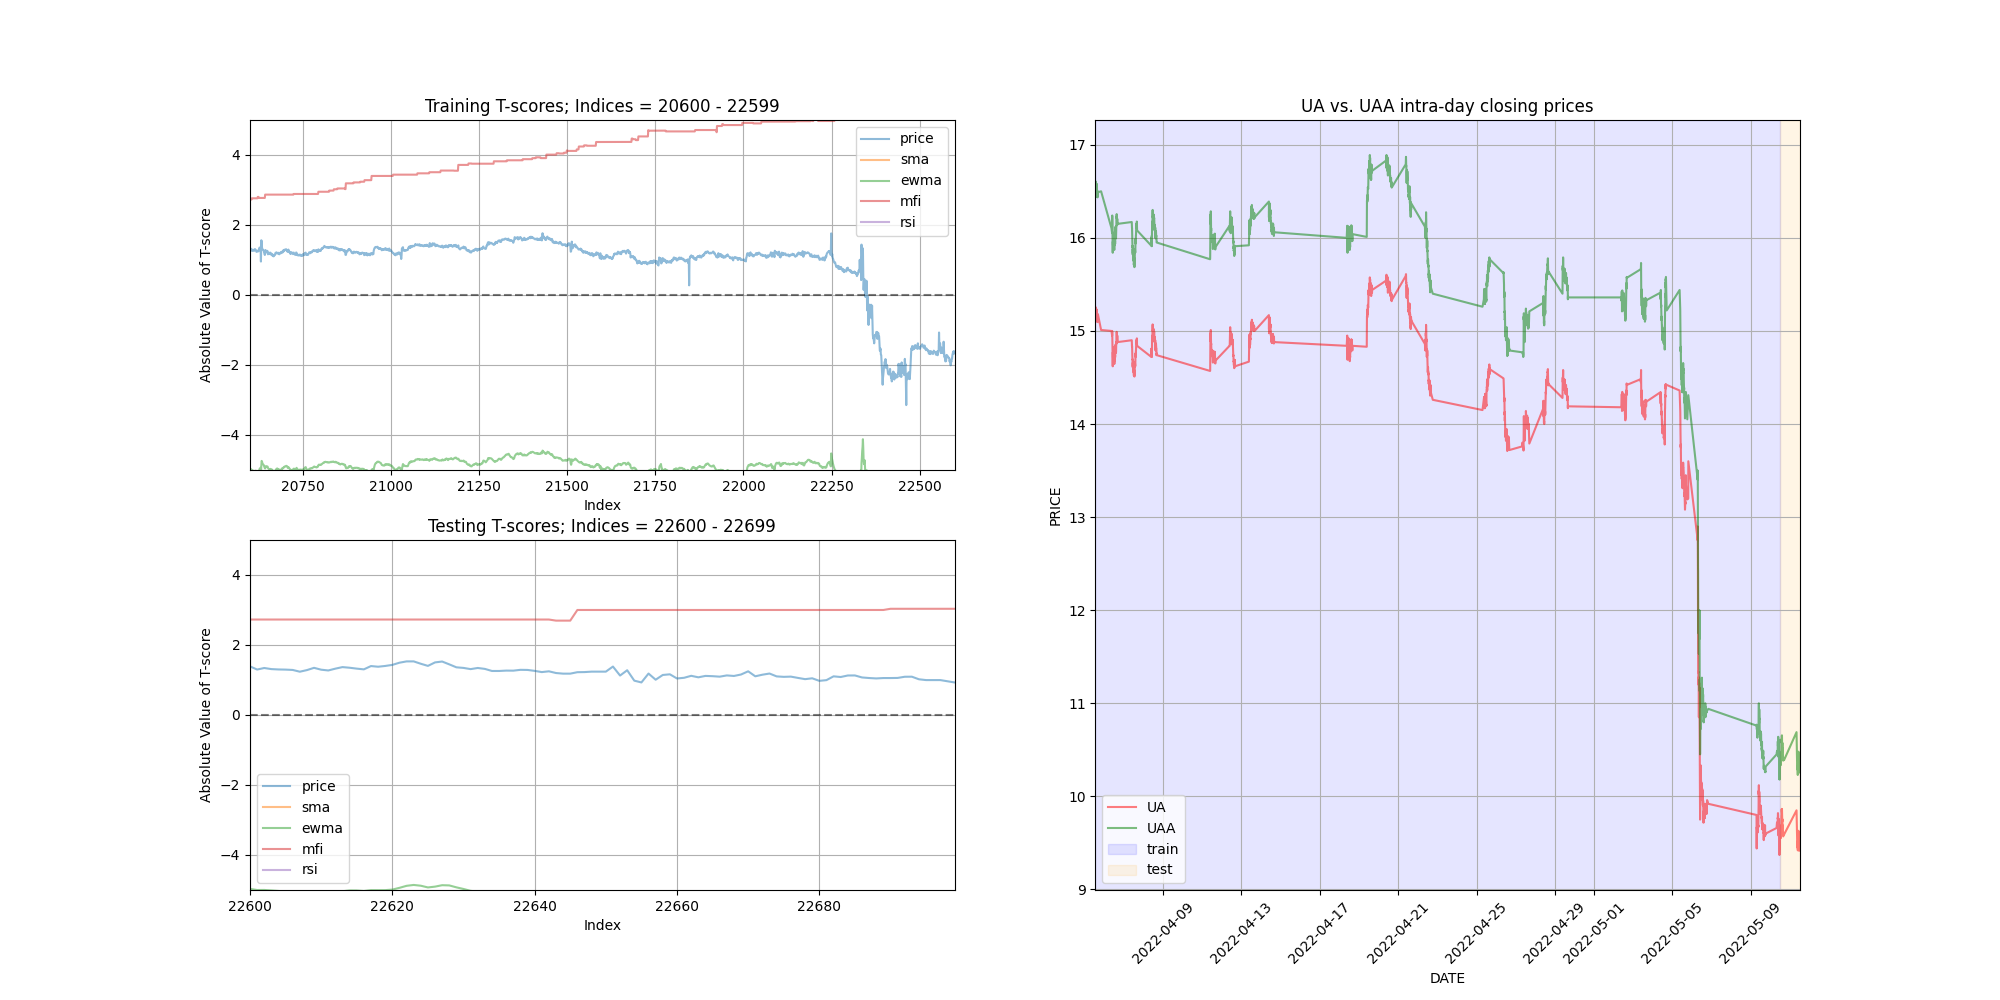 Training T-scores; Indices = 20600 - 22599
Absolute Value of T-score
4
2
0
−2
−4
price
sma
ewma
mfi
rsi
20750
21000
21250
21500
21750
22000
22250
22500
Index
Testing T-scores; Indices = 22600 - 22699
Absolute Value of T-score
4
2
0
−2
−4
price
sma
ewma
mfi
rsi
22600
22620
22640
22660
22680
Index
UA vs. UAA intra-day closing prices
PRICE
17
16
15
14
13
12
11
10
9
UA
UAA
train
test
2022-04-09
2022-04-13
2022-04-17
2022-04-21
2022-04-25
2022-04-29
2022-05-01
2022-05-05
2022-05-09
DATE